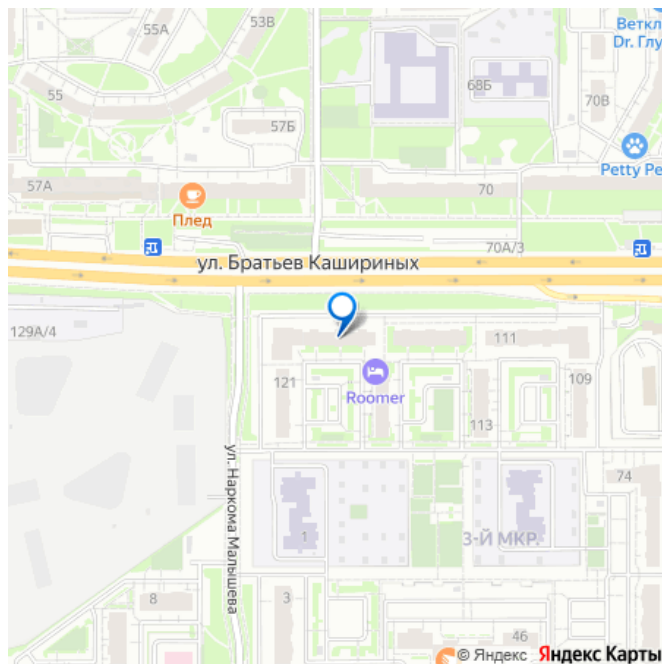 55А
53В
Веткл
Dr. Глу
55
68Б
70В
57Б
Petty Pe
57А
70
Плед
70А/3
ул. Братьев Кашириных
129А/4
111
121
Roomer
109
113
ул. Наркома Малышева
74
1
3-Й МКР.
8
3
46
© Яндекс Яндекс Карты